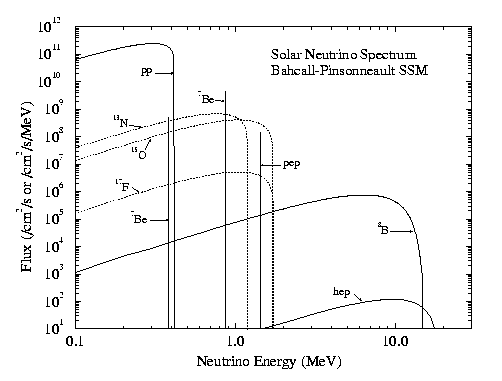 Solar Neutrino Spectrum
Bahcall-Pinsonneault SSM
Flux (/cm²/s or /cm²/s/MeV)
10¹²
10¹¹
10¹⁰
10⁹
10⁸
10⁷
10⁶
10⁵
10⁴
10³
10²
10¹
pp
⁷Be
¹³N
¹⁵O
pep
¹⁷F
⁷Be
⁸B
hep
0.1
1.0
10.0
Neutrino Energy (MeV)